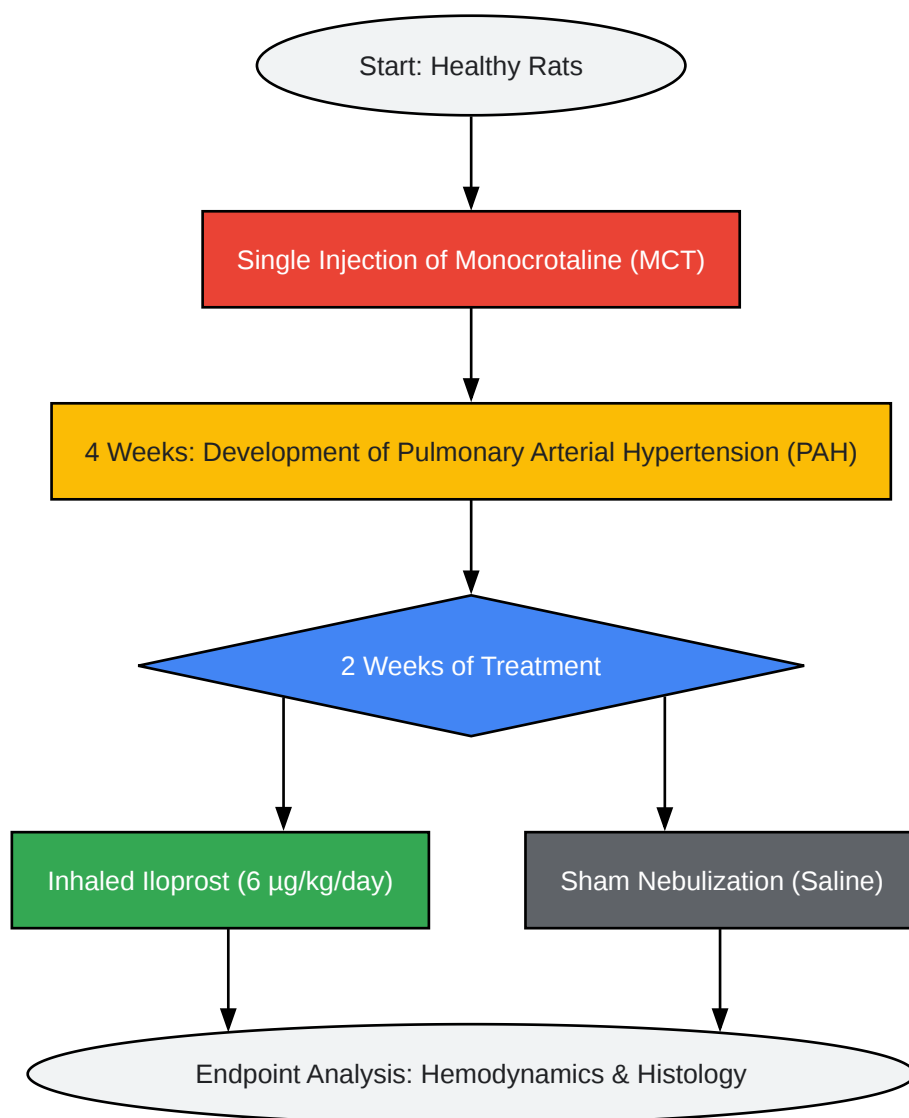 Start: Healthy Rats
Single Injection of Monocrotaline (MCT)
4 Weeks: Development of Pulmonary Arterial Hypertension (PAH)
2 Weeks of Treatment
Inhaled Iloprost (6 µg/kg/day)
Sham Nebulization (Saline)
Endpoint Analysis: Hemodynamics & Histology